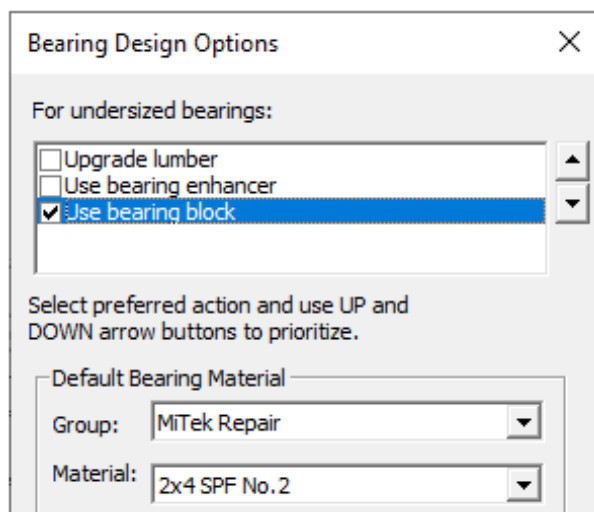 Bearing Design Options
For undersized bearings:
Upgrade lumber
Use bearing enhancer
Use bearing block
Select preferred action and use UP and
DOWN arrow buttons to prioritize.
Default Bearing Material
Group: MiTek Repair
Material: 2x4 SPF No.2